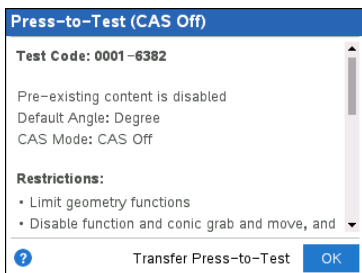 Press-to-Test (CAS Off)
Test Code: 0001-6382
Pre-existing content is disabled
Default Angle: Degree
CAS Mode: CAS Off
Restrictions:
• Limit geometry functions
• Disable function and conic grab and move, and
? Transfer Press-to-Test OK